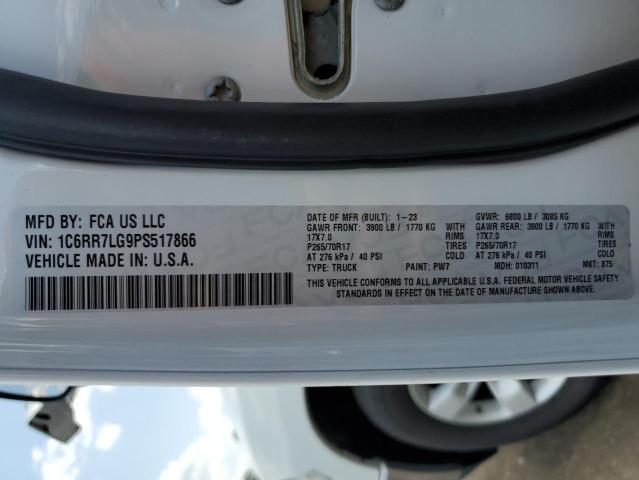 MFD BY: FCA US LLC
VIN: 1C6RR7LG9PS517866
VEHICLE MADE IN: U.S.A.
DATE OF MFR (BUILT): 1-23 GVWR: 6800 LB / 3085 KG
GAWR FRONT: 3900 LB / 1770 KG WITH GAWR REAR: 3900 LB / 1770 KG WITH
17X7.0 RIMS 17X7.0 RIMS
P265/70R17 TIRES P265/70R17 TIRES
AT 276 kPa / 40 PSI COLD AT 276 kPa / 40 PSI COLD
TYPE: TRUCK PAINT: PW7 MDH: 010311 MKT: 875
THIS VEHICLE CONFORMS TO ALL APPLICABLE U.S.A. FEDERAL MOTOR VEHICLE SAFETY
STANDARDS IN EFFECT ON THE DATE OF MANUFACTURE SHOWN ABOVE.